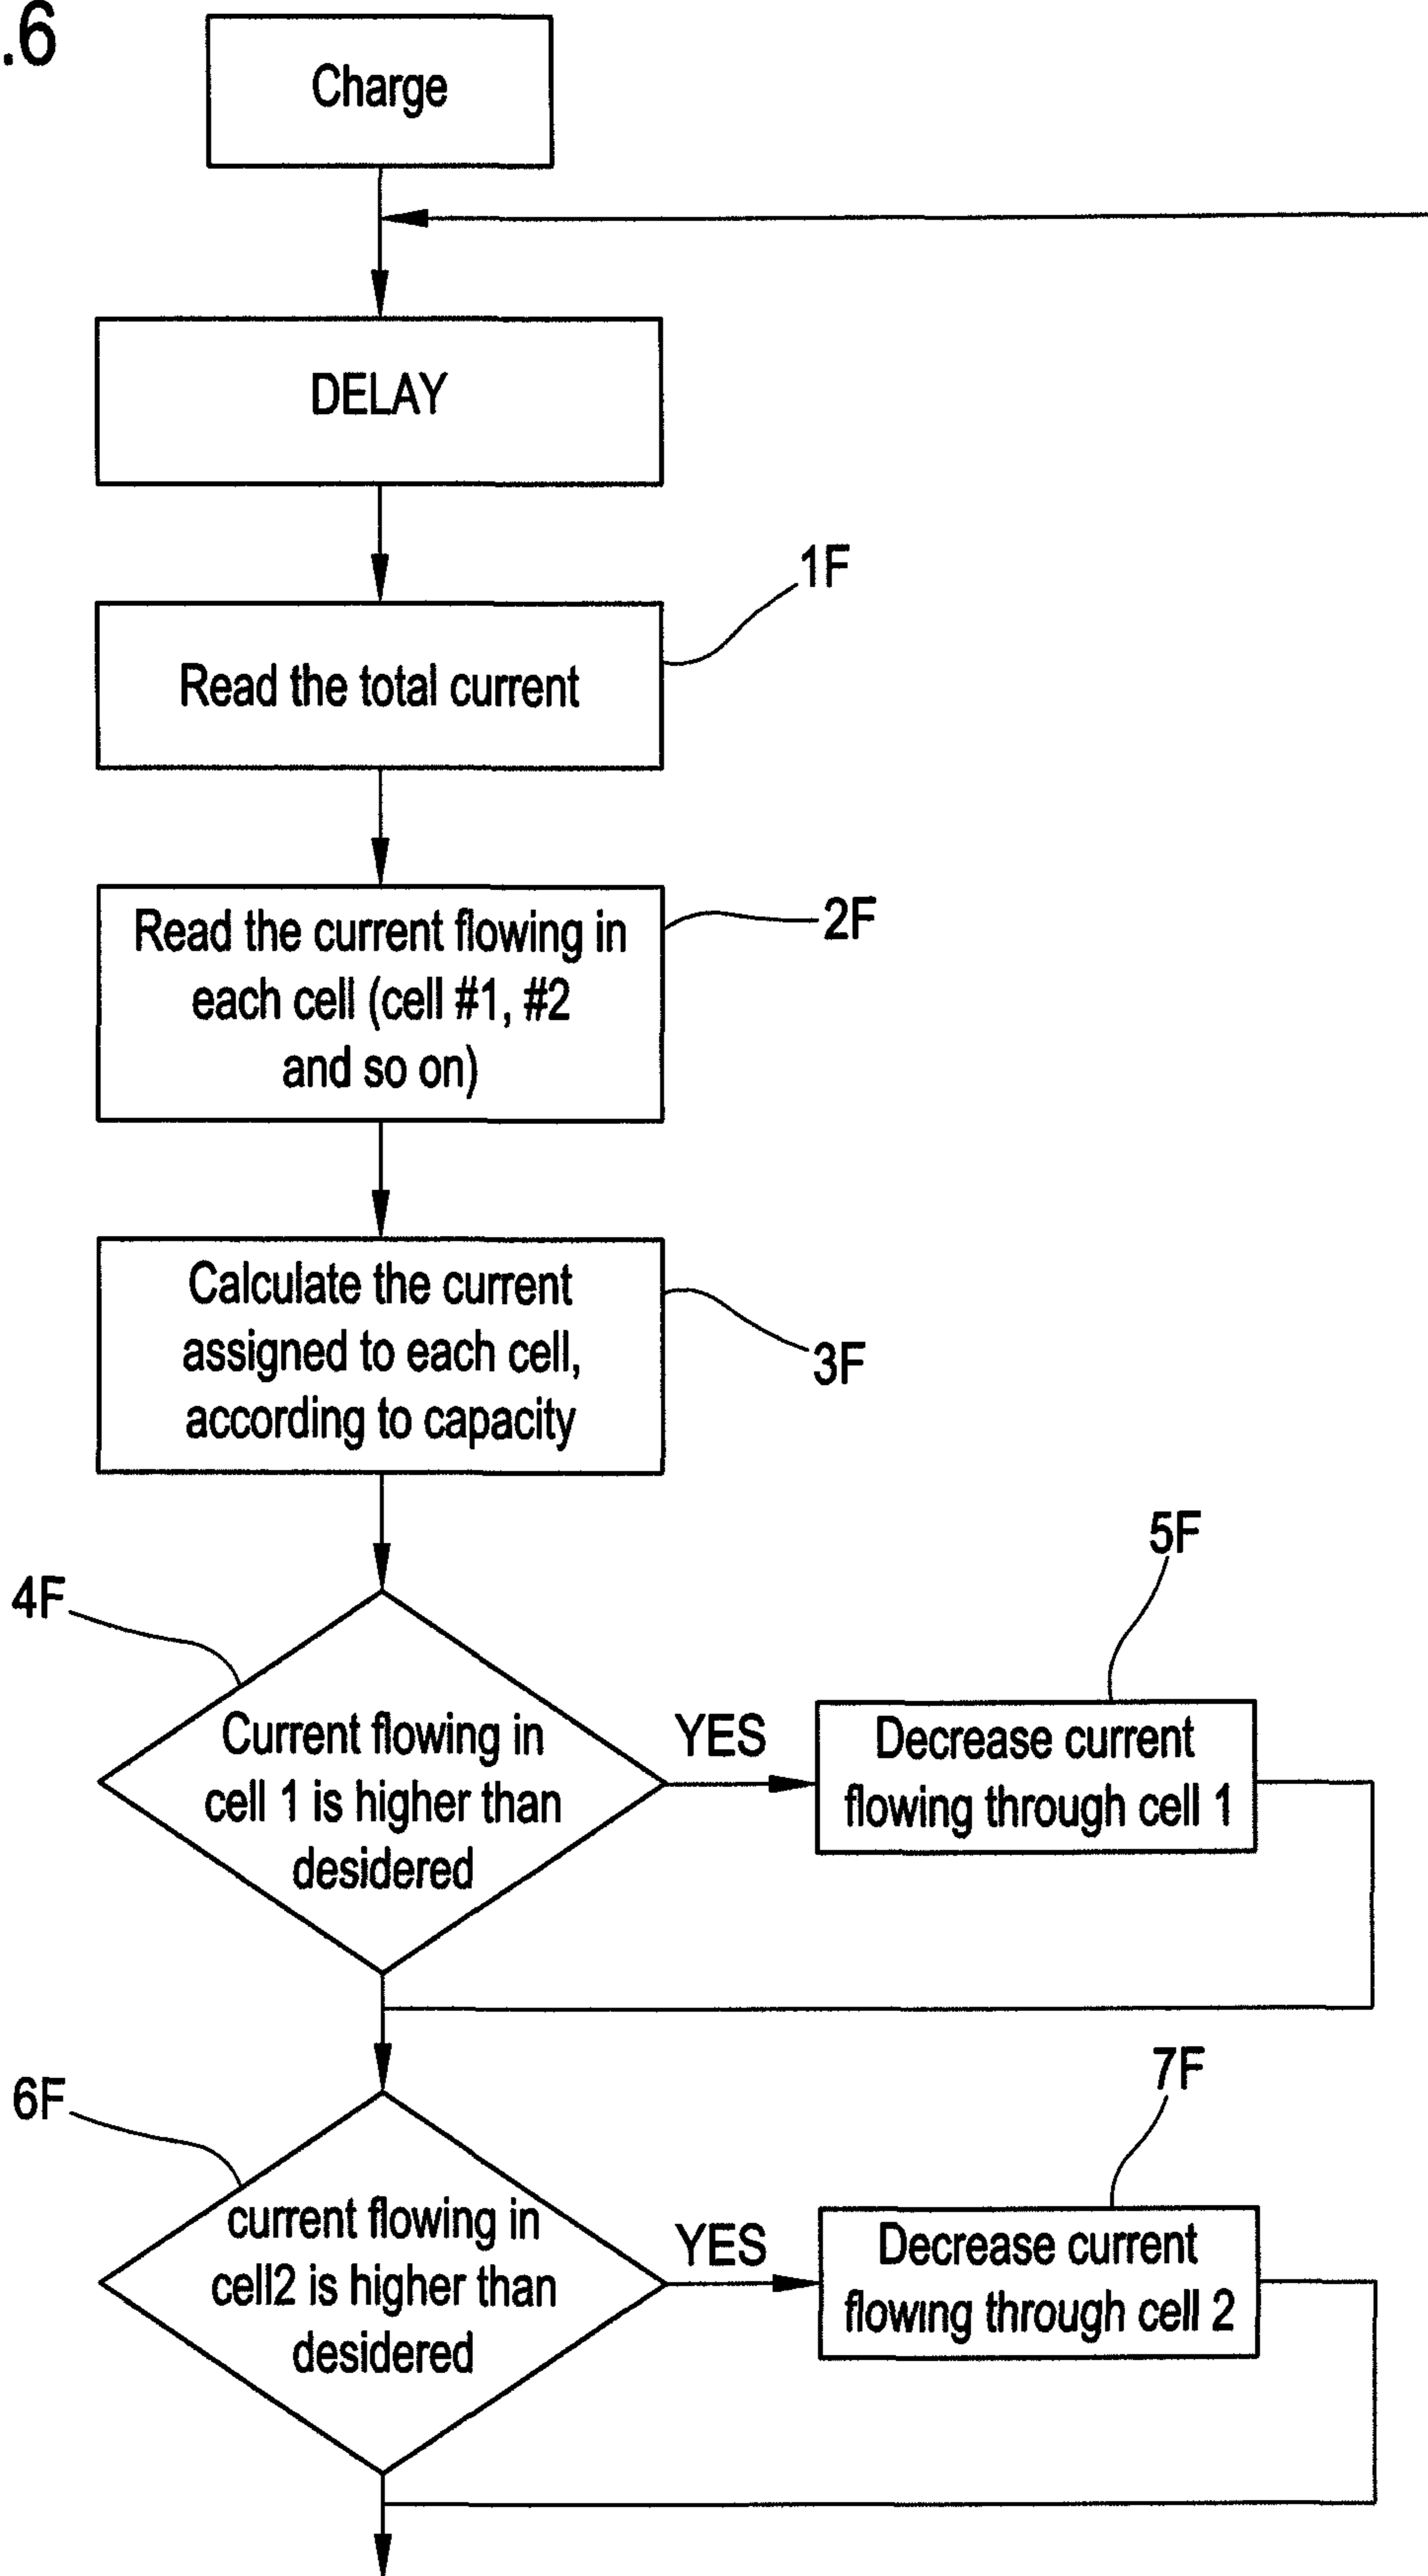 .6
Charge
DELAY
1F
Read the total current
2F
Read the current flowing in
each cell (cell #1, #2
and so on)
Calculate the current
assigned to each cell,
according to capacity
3F
5F
4F
Current flowing in
cell 1 is higher than
desidered
YES
Decrease current
flowing through cell 1
7F
6F
current flowing in
cell2 is higher than
desidered
YES
Decrease current
flowing through cell 2